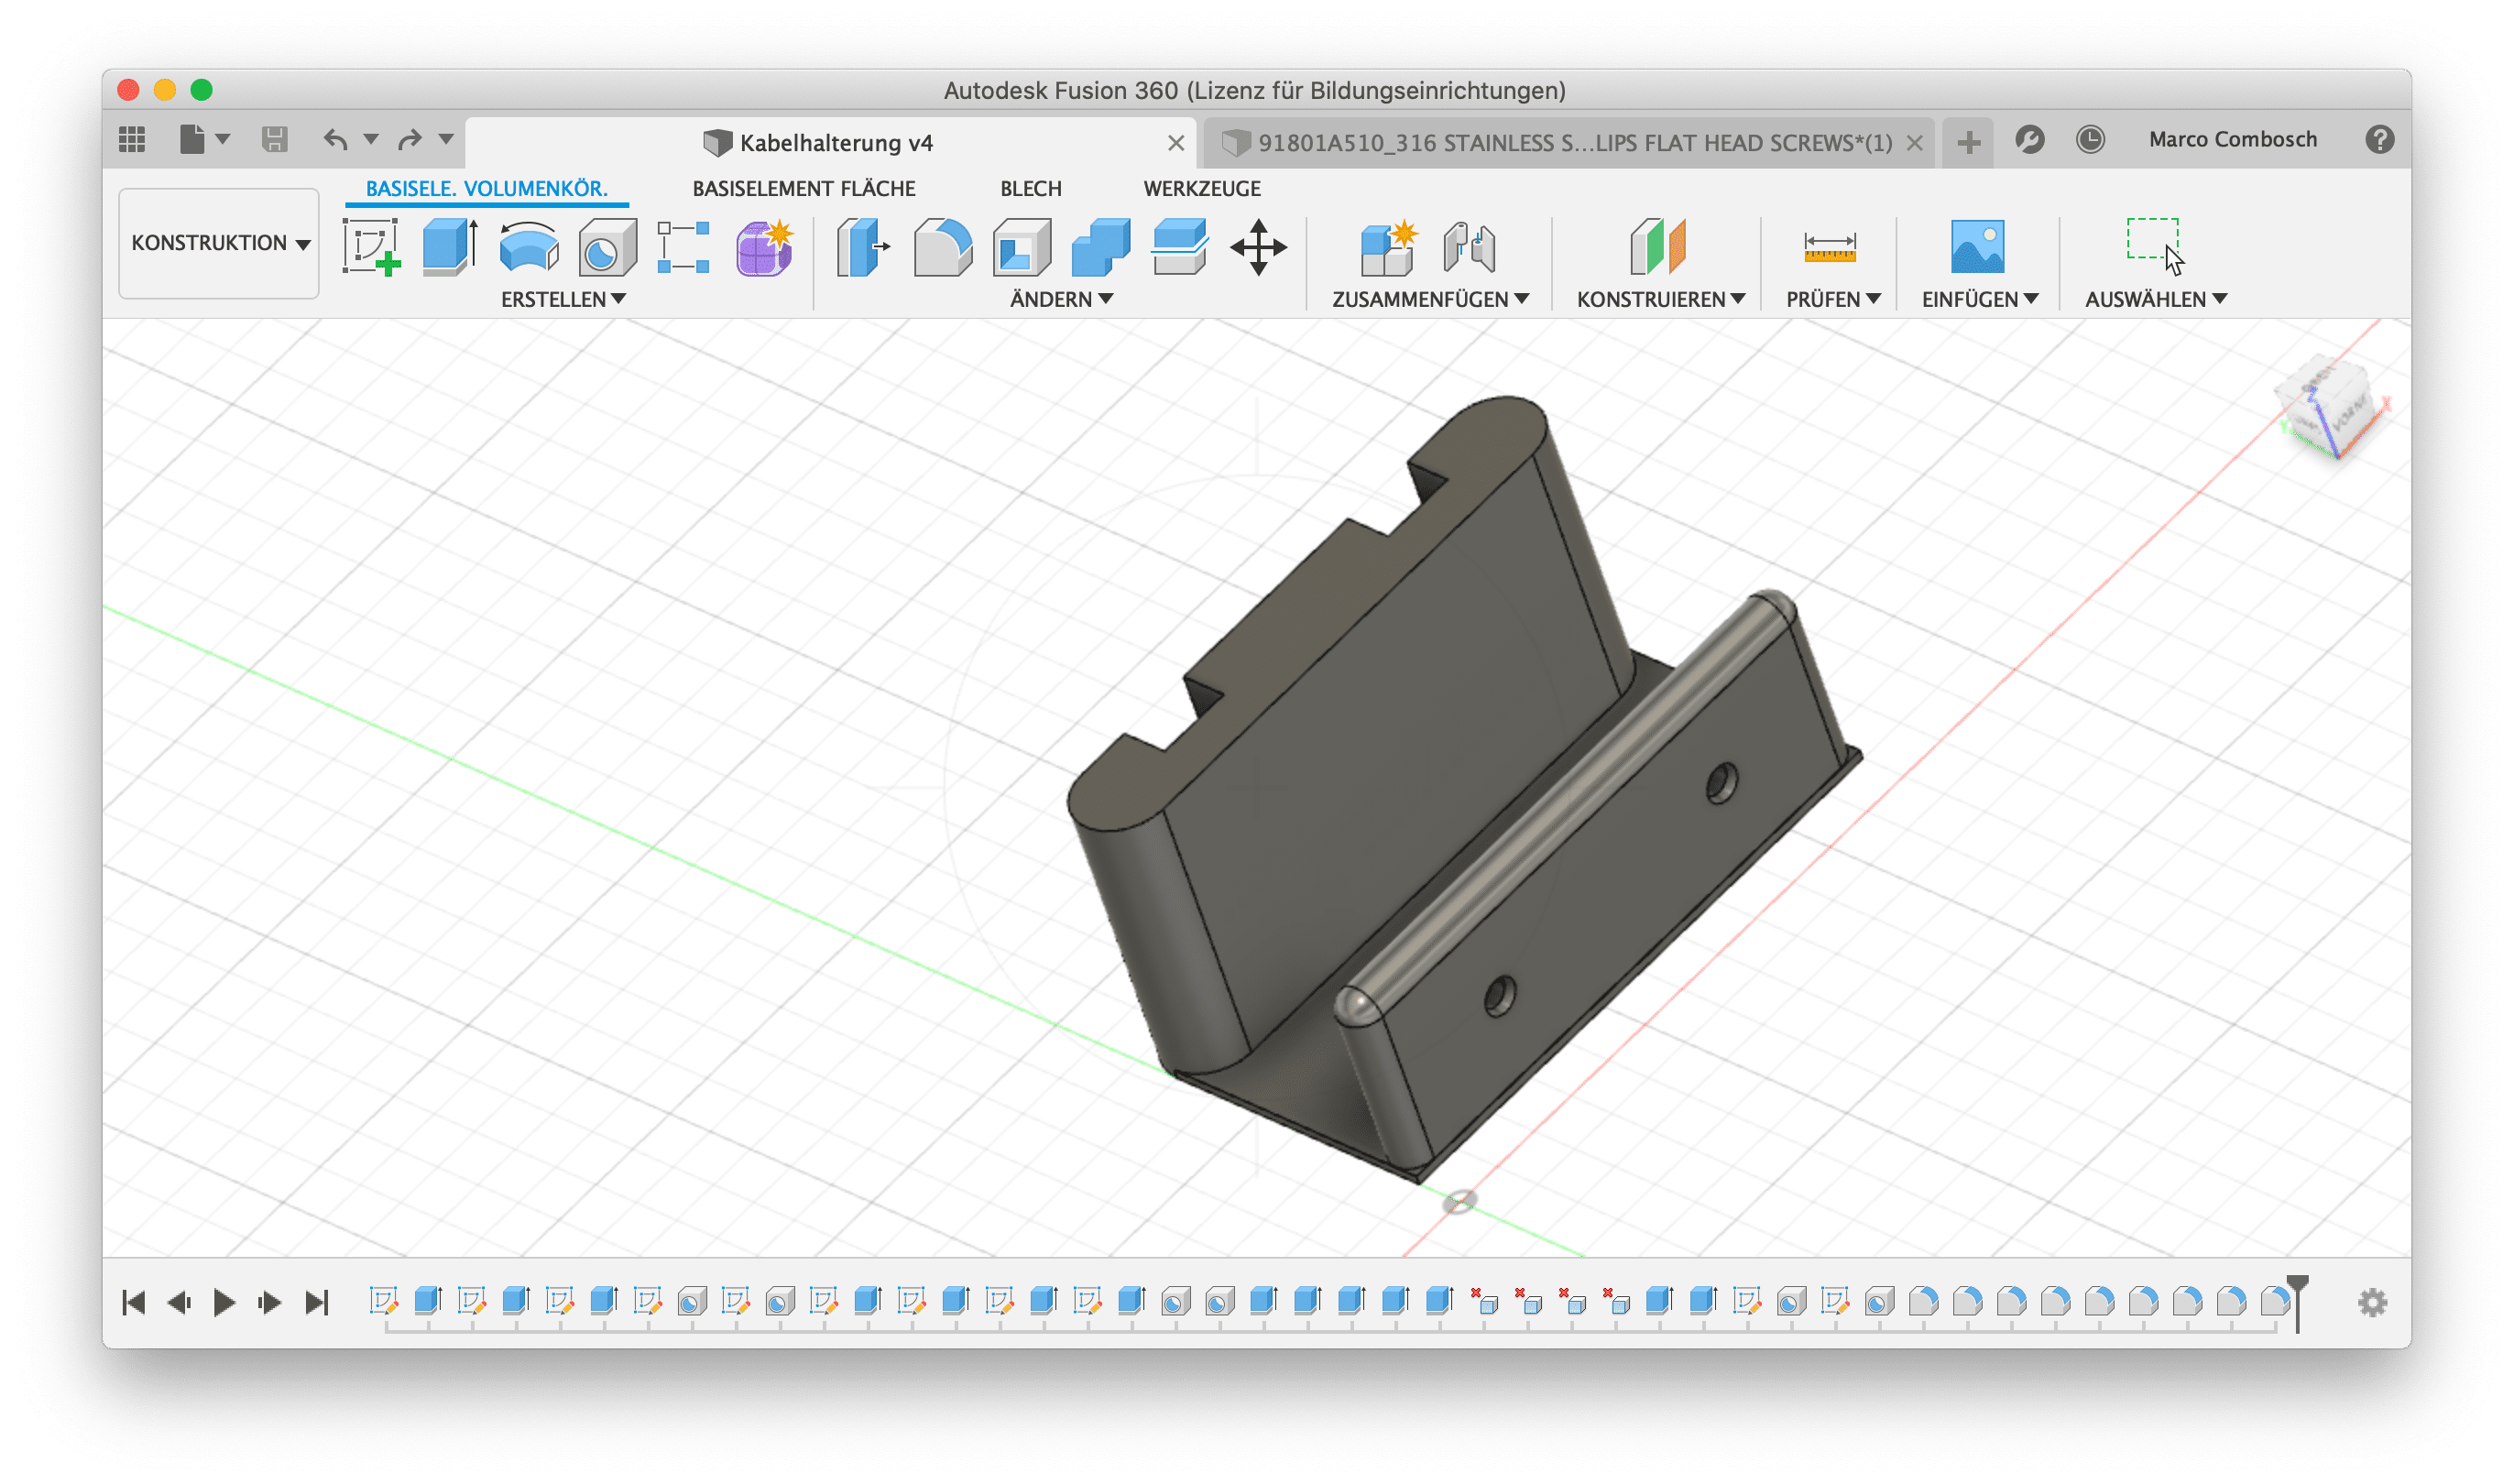 Autodesk Fusion 360 (Lizenz für Bildungseinrichtungen)
Kabelhalterung v4
91801A510_316 STAINLESS S...LIPS FLAT HEAD SCREWS*(1)
Marco Combosch
BASISELE. VOLUMENKÖR.
BASISELEMENT FLÄCHE
BLECH
WERKZEUGE
KONSTRUKTION
ERSTELLEN
ÄNDERN
ZUSAMMENFÜGEN
KONSTRUIEREN
PRÜFEN
EINFÜGEN
AUSWÄHLEN
Z
X
Y